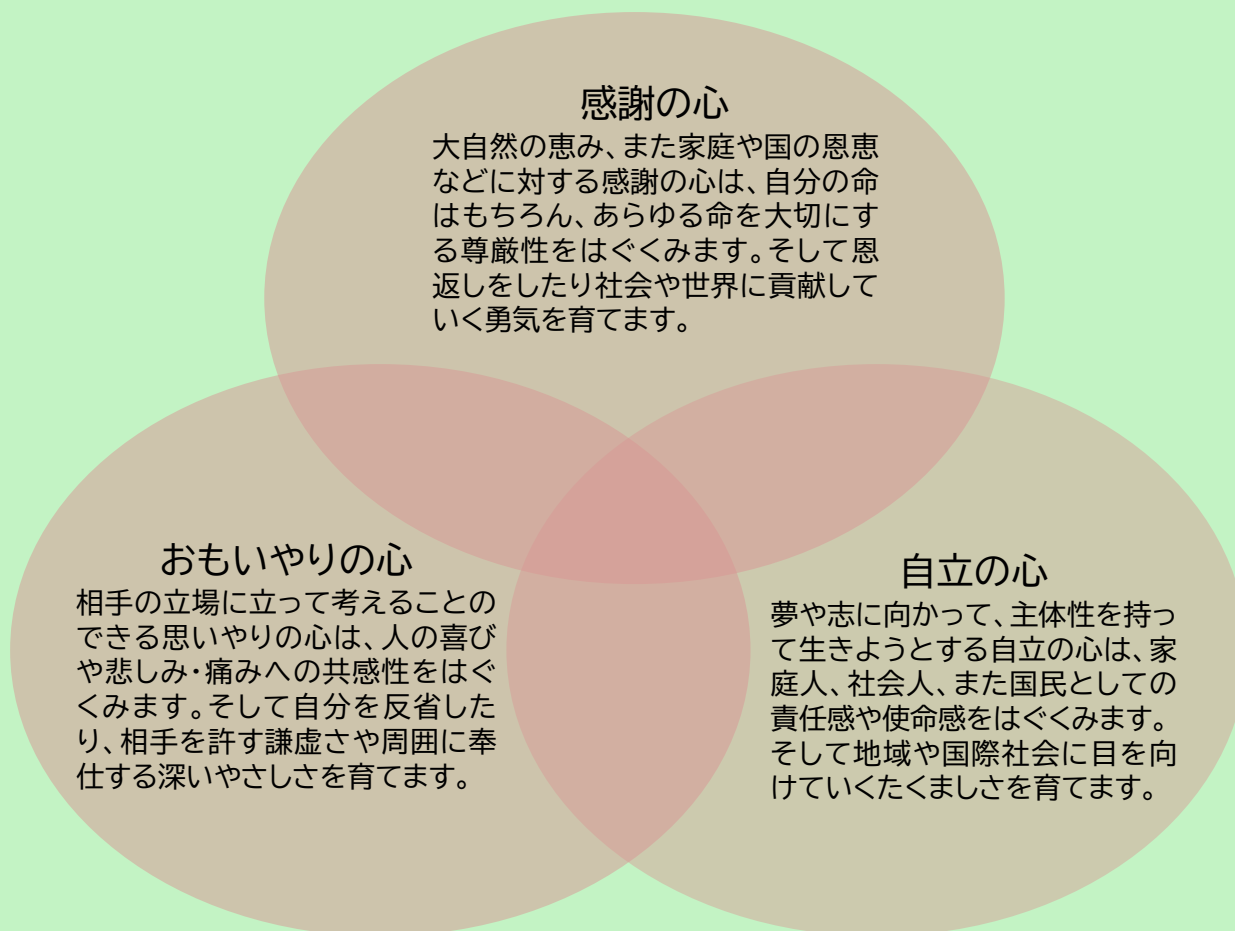 感謝の心
大自然の恵み、また家庭や国の恩恵
などに対する感謝の心は、自分の命
はもちろん、あらゆる命を大切にす
る尊厳性をはぐくみます。そして恩
返しをしたり社会や世界に貢献して
いく勇気を育てます。
おもいやりの心
相手の立場に立って考えることの
できる思いやりの心は、人の喜び
や悲しみ・痛みへの共感性をはぐ
くみます。そして自分を反省した
り、相手を許す謙虚さや周囲に奉
仕する深いやさしさを育てます。
自立の心
夢や志に向かって、主体性を持っ
て生きようとする自立の心は、家
庭人、社会人、また国民としての
責任感や使命感をはぐくみます。
そして地域や国際社会に目を向
けていくたくましさを育てます。